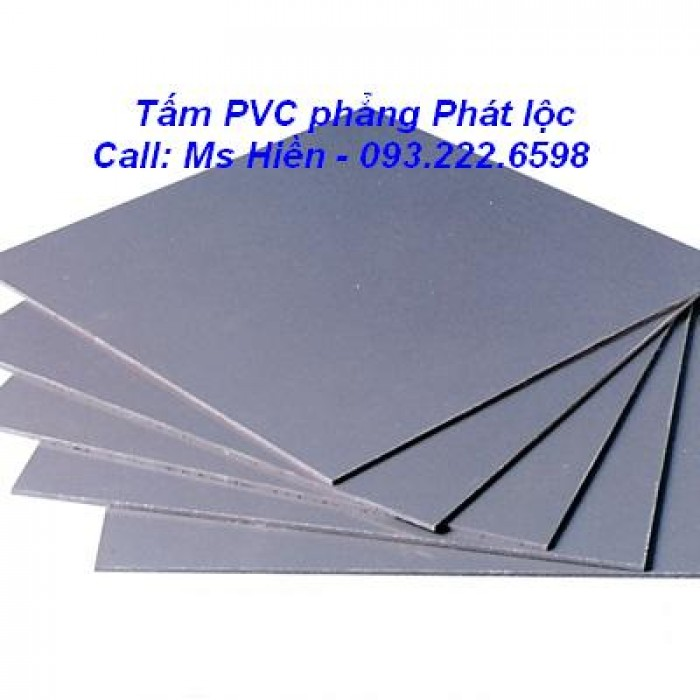 Tấm PVC phẳng Phát lộc
Call: Ms Hiền - 093.222.6598